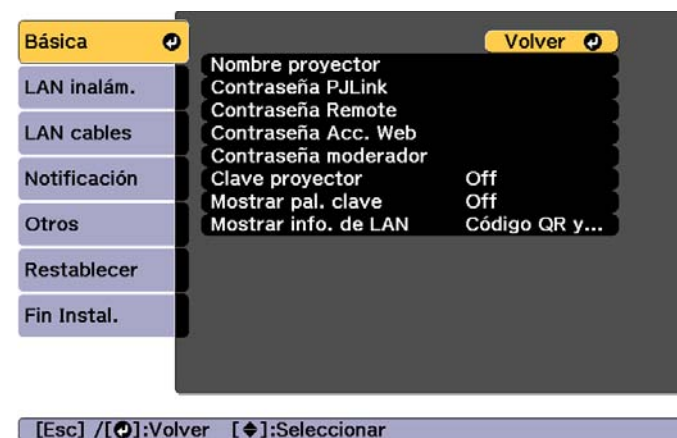 Básica
LAN inalám.
LAN cables
Notificación
Otros
Restablecer
Fin Instal.
Volver
Nombre proyector
Contraseña PJLink
Contraseña Remote
Contraseña Acc. Web
Contraseña moderador
Clave proyector Off
Mostrar pal. clave Off
Mostrar info. de LAN Código QR y...
[Esc] /[⏎]:Volver [◆]:Seleccionar